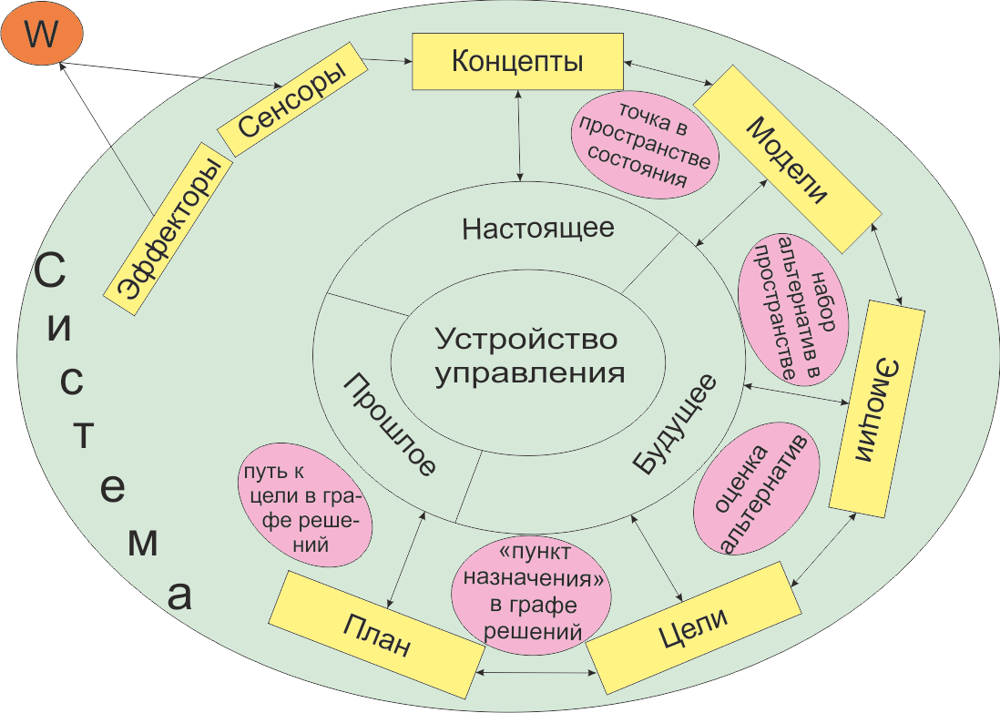 W
Сенсоры
Эффекторы
Концепты
Модели
точка в
пространстве
состояния
Настоящее
набор
альтернатив в
пространстве
Эмоции
Устройство
управления
Прошлое
Будущее
оценка
альтернатив
путь к
цели в гра-
фе реше-
ний
«пункт
назначения»
в графе
решений
План
Цели
Система